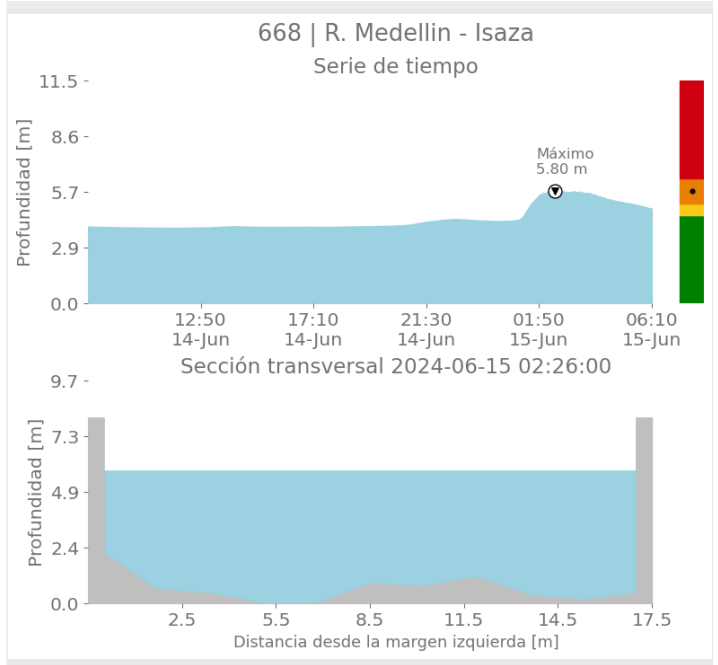 668 | R. Medellin - Isaza
Serie de tiempo
11.5
8.6
5.7
2.9
0.0
Profundidad [m]
Máximo
5.80 m
12:50 17:10 21:30 01:50 06:10
14-Jun 14-Jun 14-Jun 15-Jun 15-Jun
Sección transversal 2024-06-15 02:26:00
9.7
7.3
4.9
2.4
0.0
Profundidad [m]
2.5 5.5 8.5 11.5 14.5 17.5
Distancia desde la margen izquierda [m]